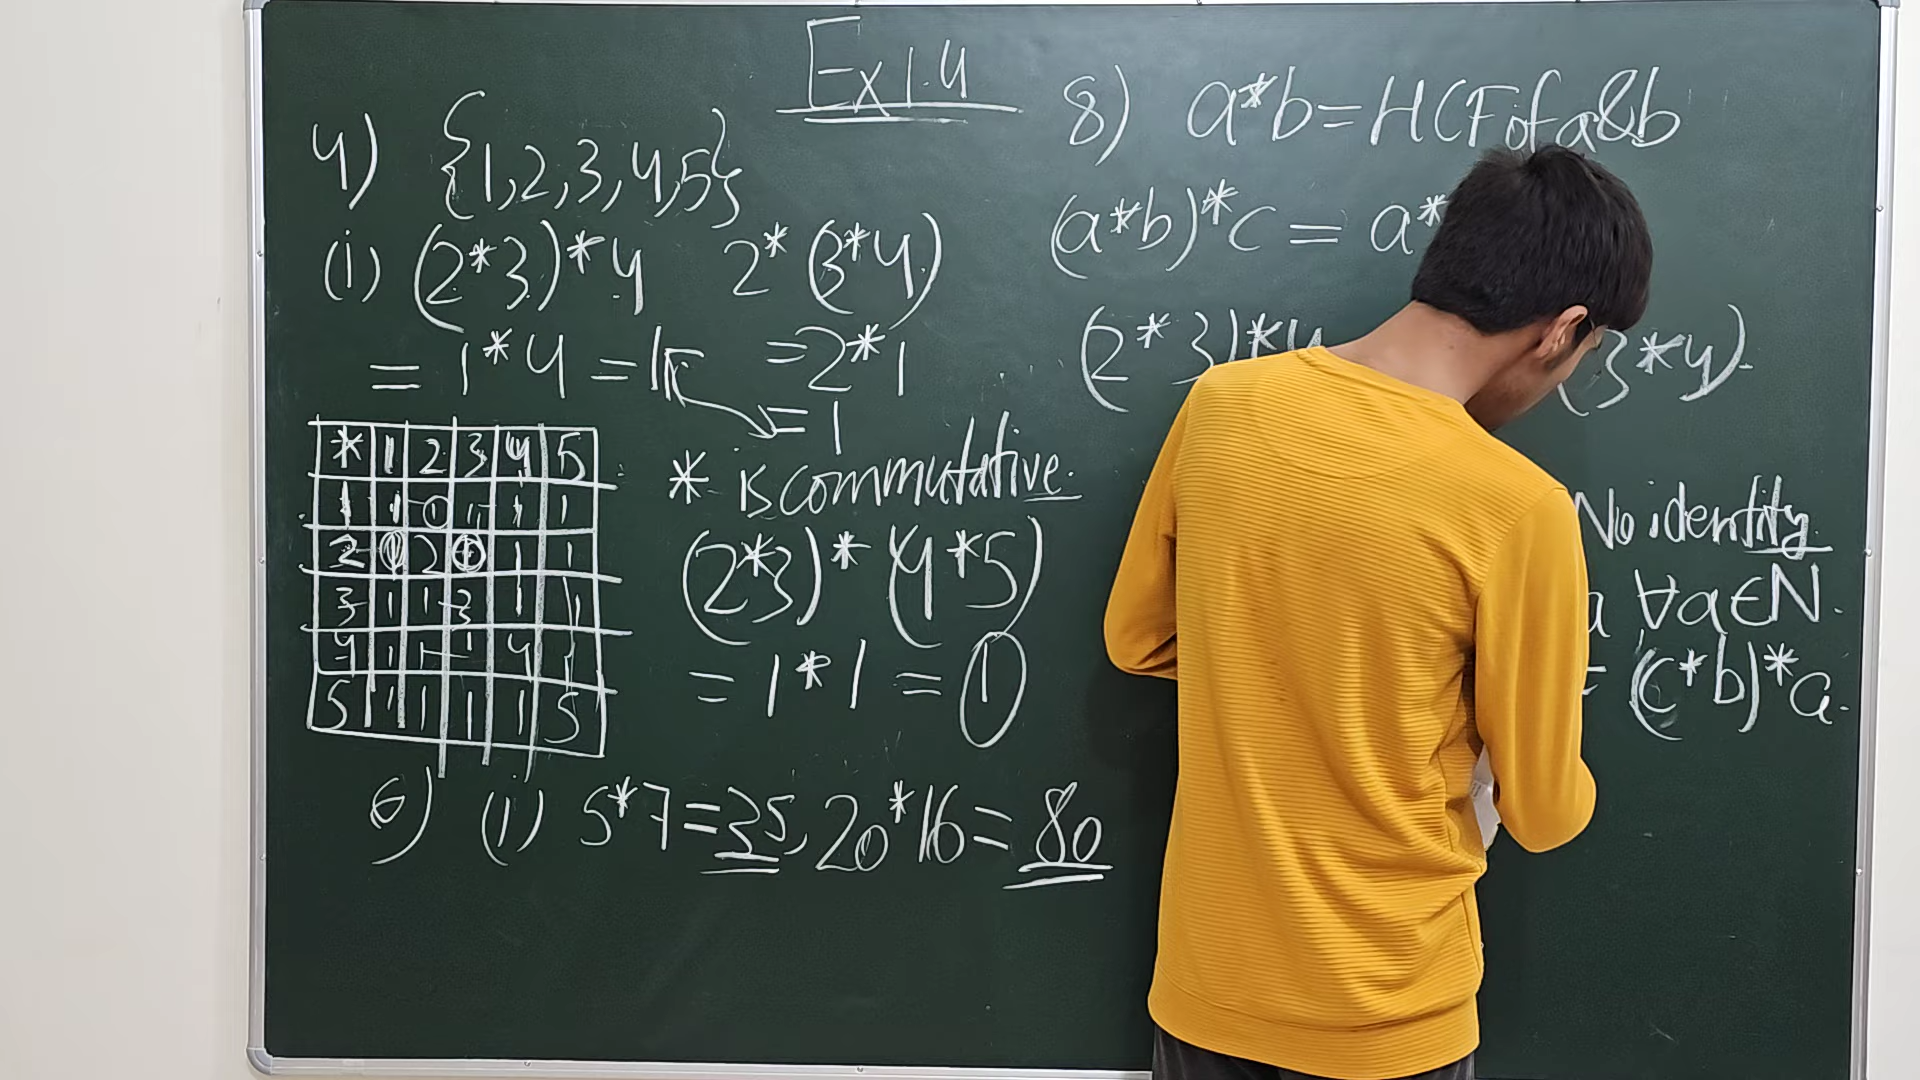 Ex 1.4
4) {1,2,3,4,5}
(i) (2*3)*4 2*(3*4)
= 1*4 = 1 =2*1
= 1
* 1 2 3 4 5
1 1 1 1 1 1
2 1 2 1 1 1
3 1 1 3 1 1
4 1 1 1 4 1
5 1 1 1 1 5
* is commutative.
(2*3)*(4*5)
= 1*1 = 1
6) (i) 5*7=35, 20*16=80
8) a*b=HCF of a&b
(a*b)*c = a*
(2*3)*4 3*4)
No identity
a ∀a∈N.
= (c*b)*a.